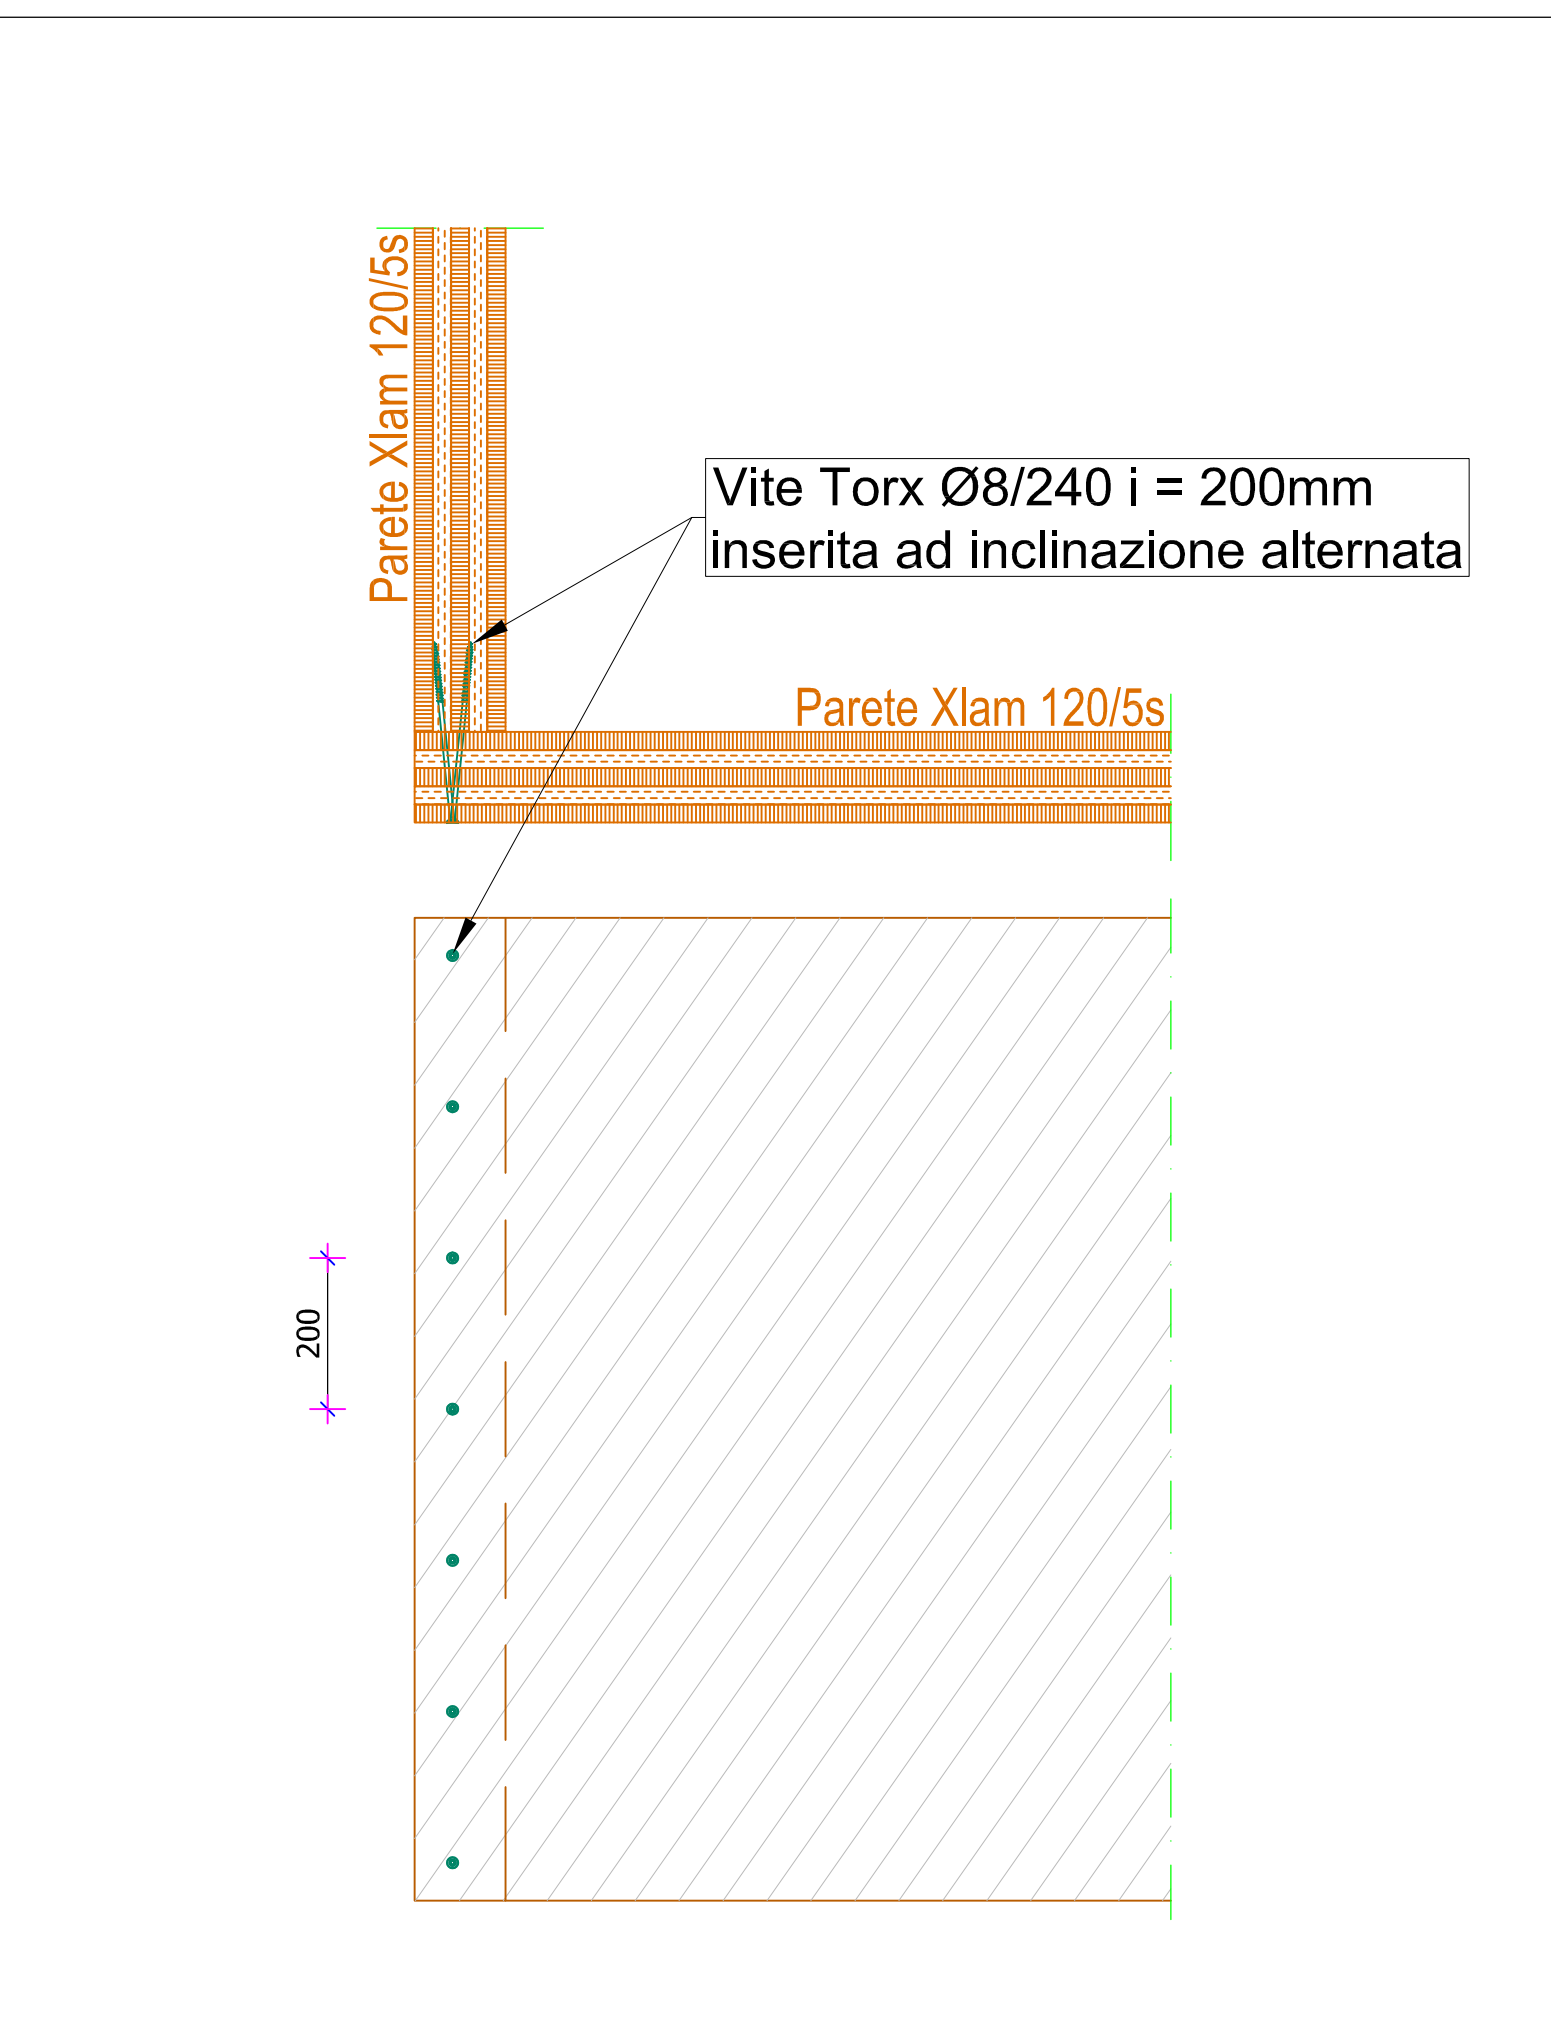 Parete Xlam 120/5s
Vite Torx Ø8/240 i = 200mm
inserita ad inclinazione alternata
Parete Xlam 120/5s
200